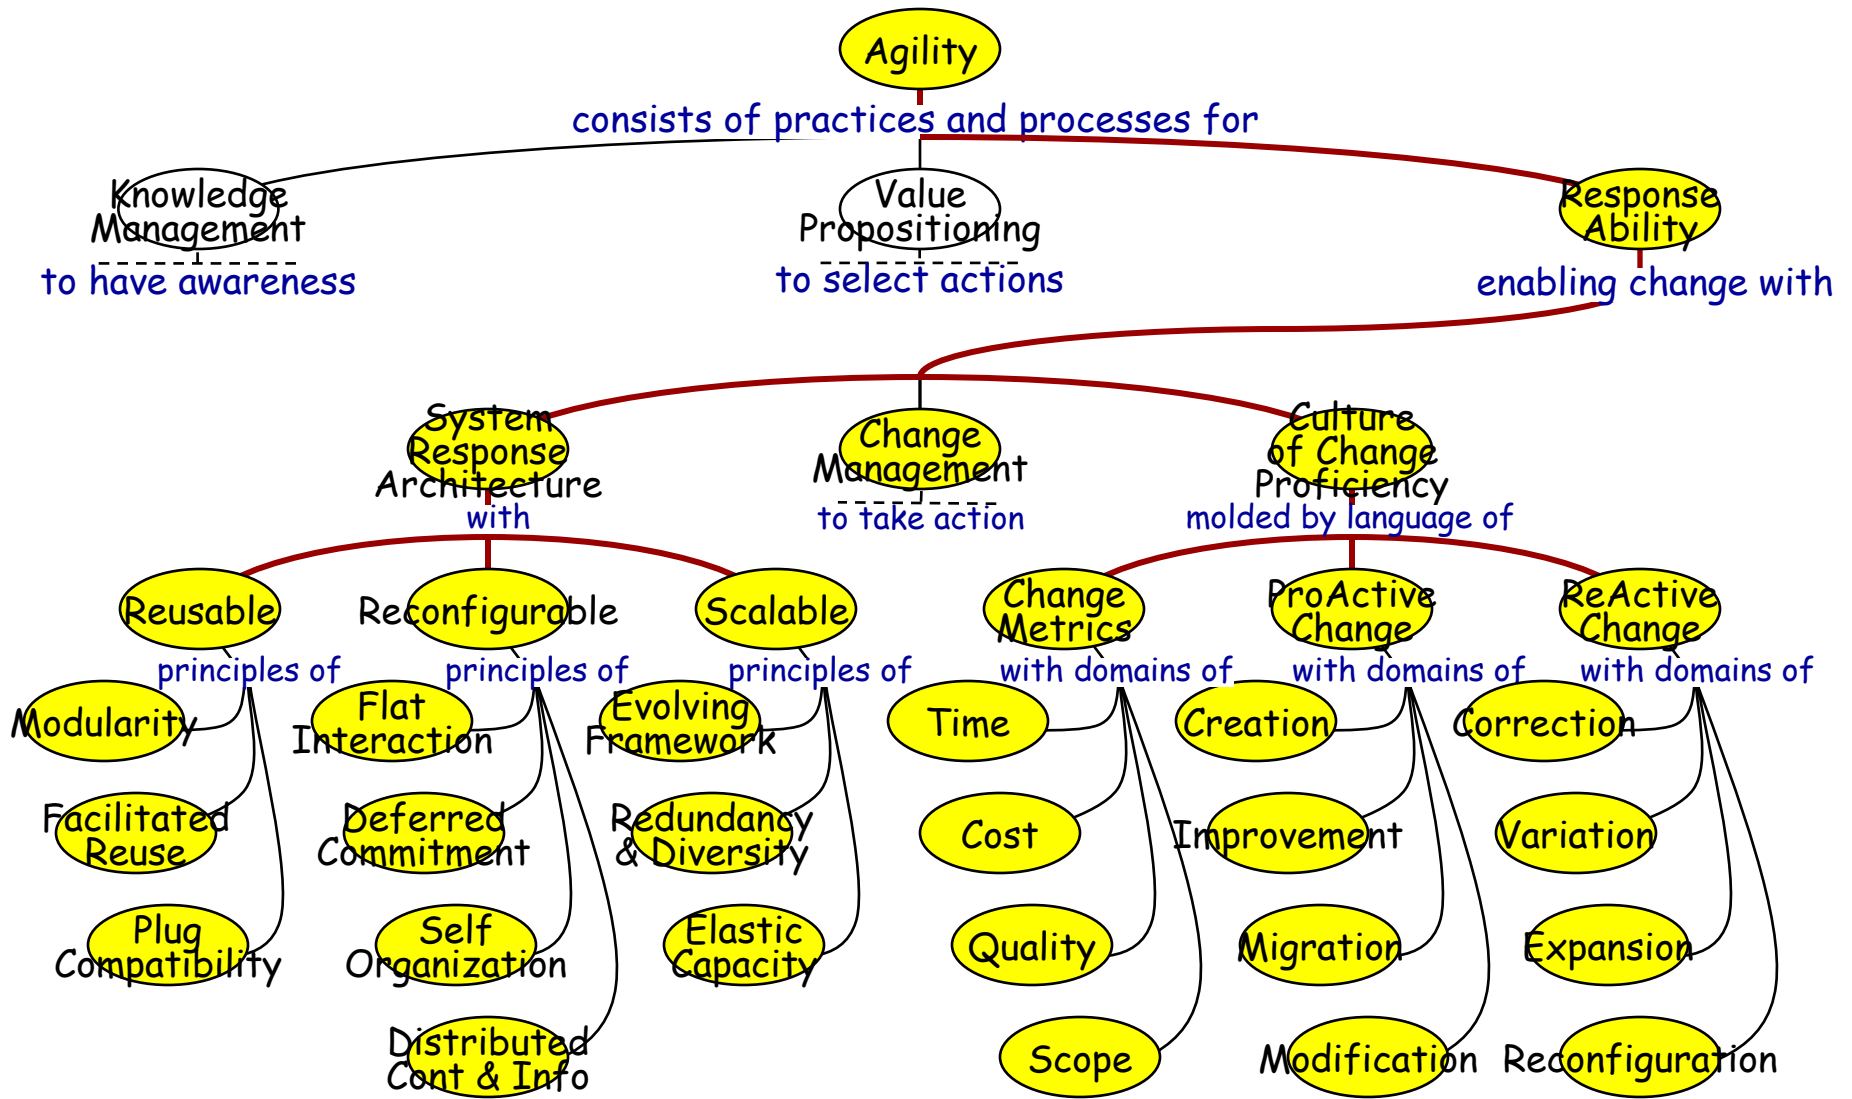 Agility
consists of practices and processes for
Knowledge
Management
Value
Propositioning
Response
Ability
to have awareness
to select actions
enabling change with
System
Response
Architecture
Change
Management
Culture
of Change
Proficiency
with
to take action
molded by language of
Reusable
Reconfigurable
Scalable
Change
Metrics
ProActive
Change
ReActive
Change
principles of
principles of
principles of
with domains of
with domains of
with domains of
Modularity
Flat
Interaction
Evolving
Framework
Time
Creation
Correction
Facilitated
Reuse
Deferred
Commitment
Redundancy
& Diversity
Cost
Improvement
Variation
Plug
Compatibility
Self
Organization
Elastic
Capacity
Quality
Migration
Expansion
Distributed
Cont & Info
Scope
Modification
Reconfiguration